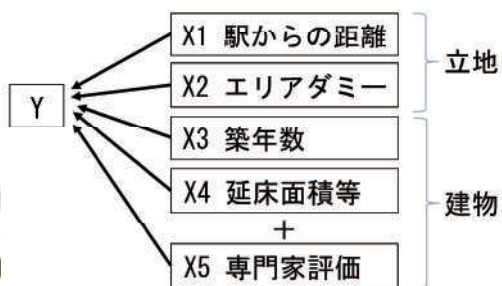 X1 駅からの距離
X2 エリアダミー
立地
Y
X3 築年数
X4 延床面積等
建物
+
X5 専門家評価